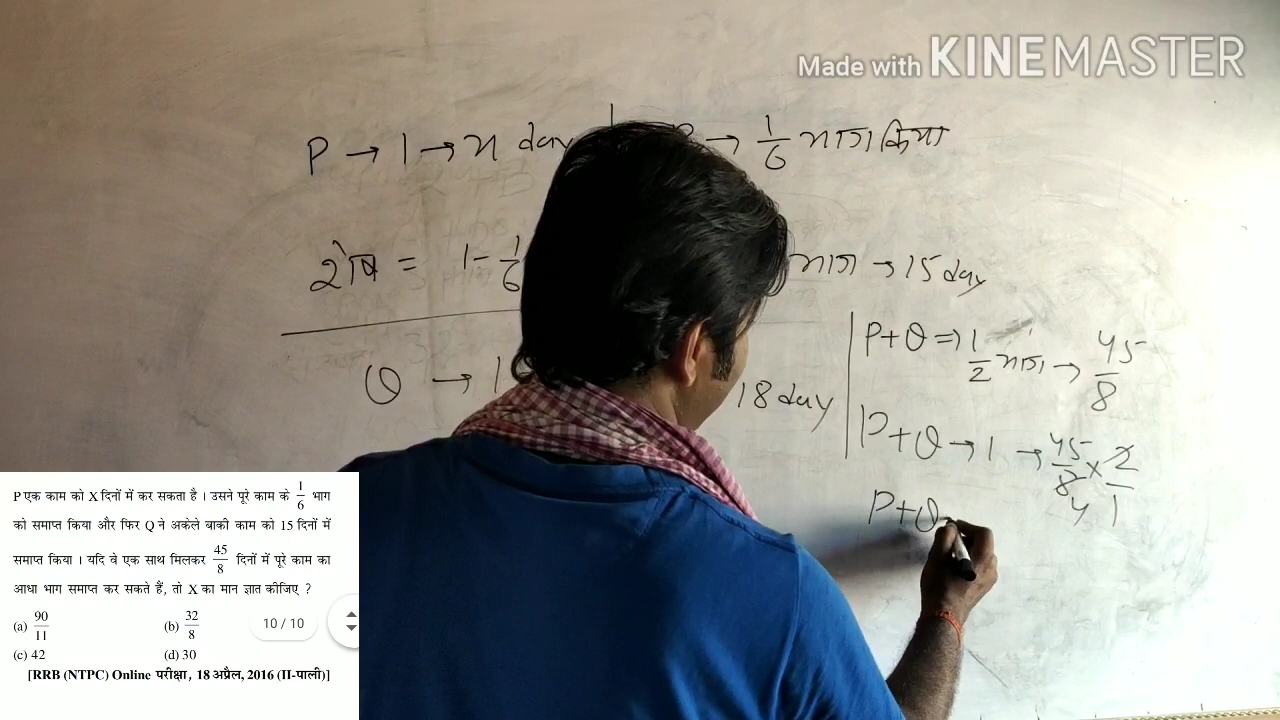 Made with KINEMASTER
P → 1 → x day → 1/6 भाग किया
शेष = 1 - 1/6 भाग → 15 day
Q → 1 18 day
P+Q ⇒ 1/2 भाग → 45/8
P+Q → 1 → 45/8 × 2/1
4
P+Q
P एक काम को X दिनों में कर सकता है । उसने पूरे काम के 1/6 भाग
को समाप्त किया और फिर Q ने अकेले बाकी काम को 15 दिनों में
समाप्त किया । यदि वे एक साथ मिलकर 45/8 दिनों में पूरे काम का
आधा भाग समाप्त कर सकते हैं, तो X का मान ज्ञात कीजिए ?
(a) 90/11 (b) 32/8
(c) 42 (d) 30
10 / 10
[RRB (NTPC) Online परीक्षा, 18 अप्रैल, 2016 (II-पाली)]